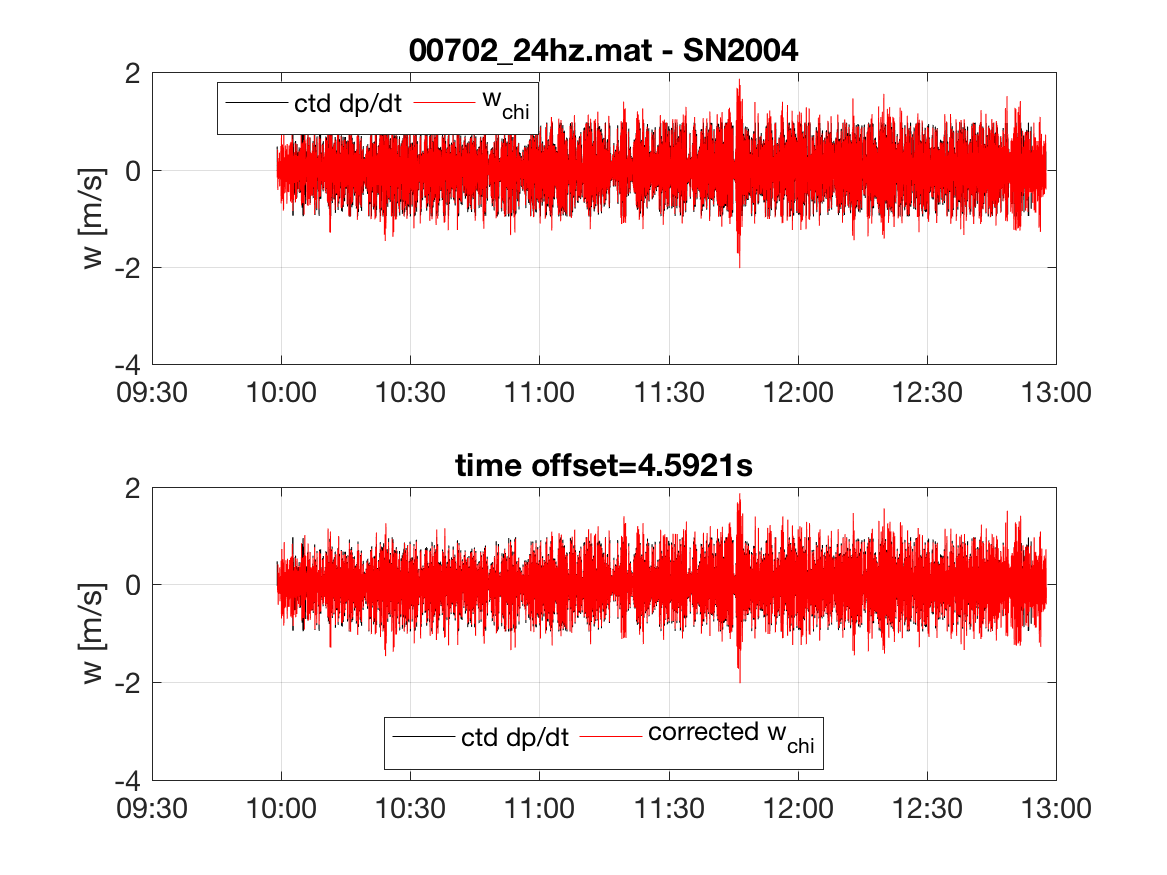 00702_24hz.mat - SN2004
ctd dp/dt w_chi
w [m/s]
2
0
-2
-4
09:30 10:00 10:30 11:00 11:30 12:00 12:30 13:00
time offset=4.5921s
w [m/s]
2
0
-2
-4
ctd dp/dt corrected w_chi
09:30 10:00 10:30 11:00 11:30 12:00 12:30 13:00